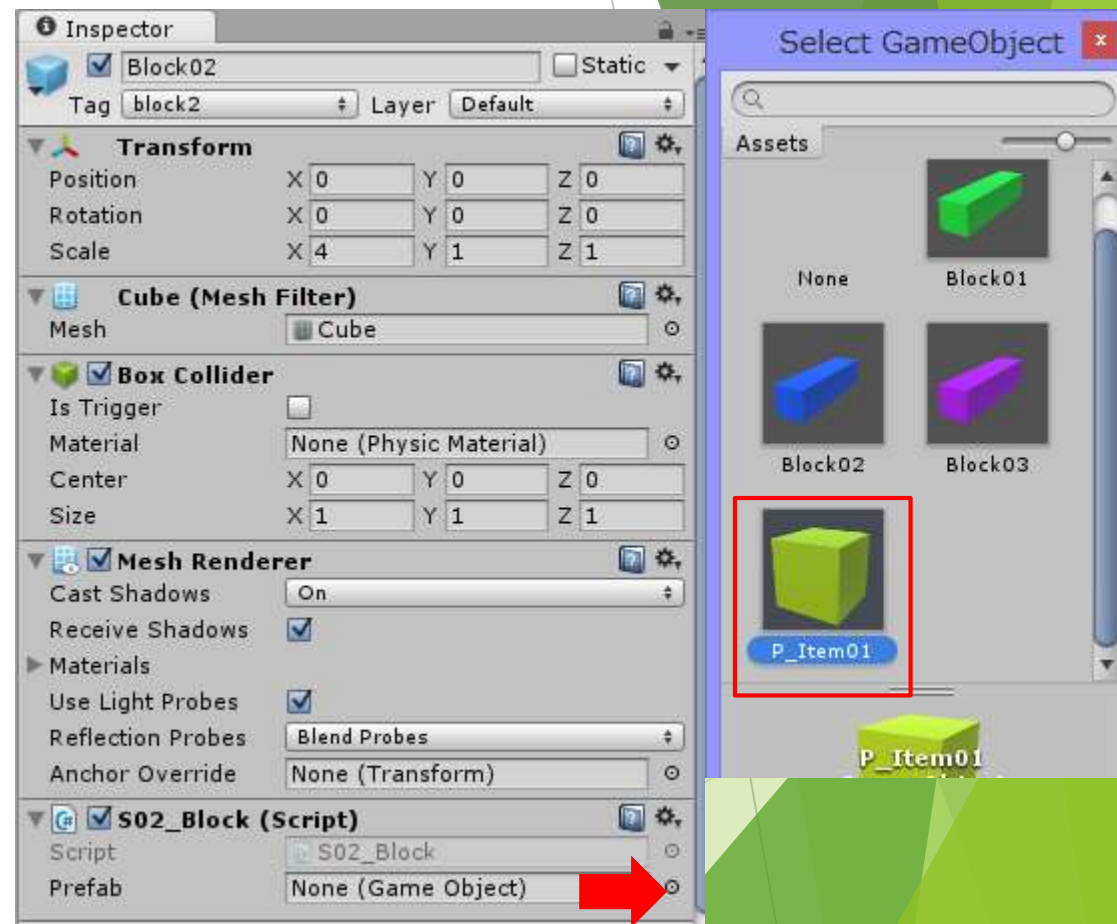 Inspector
Block02 Static
Tag block2 Layer Default
Transform
Position X 0 Y 0 Z 0
Rotation X 0 Y 0 Z 0
Scale X 4 Y 1 Z 1
Cube (Mesh Filter)
Mesh Cube
Box Collider
Is Trigger
Material None (Physic Material)
Center X 0 Y 0 Z 0
Size X 1 Y 1 Z 1
Mesh Renderer
Cast Shadows On
Receive Shadows
Materials
Use Light Probes
Reflection Probes Blend Probes
Anchor Override None (Transform)
S02_Block (Script)
Script S02_Block
Prefab None (Game Object)
Select GameObject x
Assets
None Block01
Block02 Block03
P_Item01
P_Item01